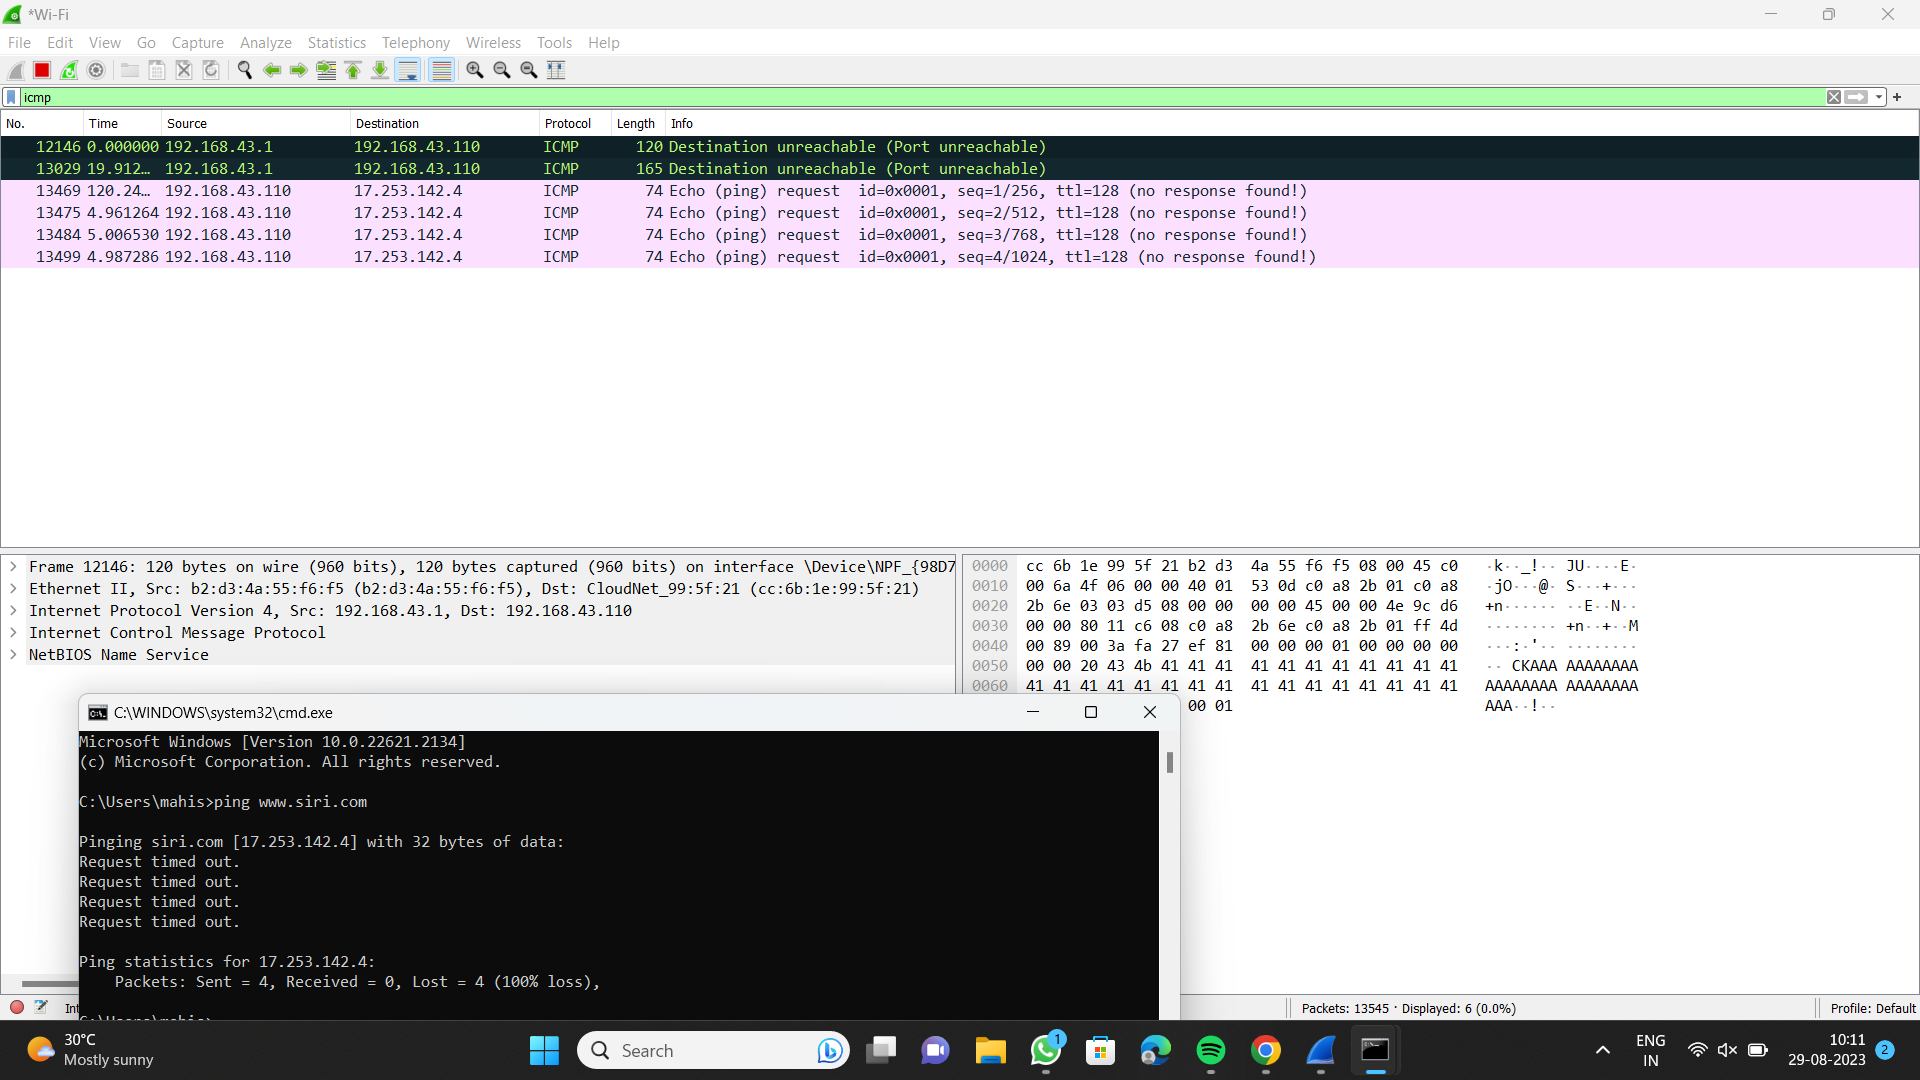 *Wi-Fi
File Edit View Go Capture Analyze Statistics Telephony Wireless Tools Help
icmp
No. Time Source Destination Protocol Length Info
12146 0.000000 192.168.43.1 192.168.43.110 ICMP 120 Destination unreachable (Port unreachable)
13029 19.912… 192.168.43.1 192.168.43.110 ICMP 165 Destination unreachable (Port unreachable)
13469 120.24… 192.168.43.110 17.253.142.4 ICMP 74 Echo (ping) request id=0x0001, seq=1/256, ttl=128 (no response found!)
13475 4.961264 192.168.43.110 17.253.142.4 ICMP 74 Echo (ping) request id=0x0001, seq=2/512, ttl=128 (no response found!)
13484 5.006530 192.168.43.110 17.253.142.4 ICMP 74 Echo (ping) request id=0x0001, seq=3/768, ttl=128 (no response found!)
13499 4.987286 192.168.43.110 17.253.142.4 ICMP 74 Echo (ping) request id=0x0001, seq=4/1024, ttl=128 (no response found!)
Frame 12146: 120 bytes on wire (960 bits), 120 bytes captured (960 bits) on interface \Device\NPF_{98D7
Ethernet II, Src: b2:d3:4a:55:f6:f5 (b2:d3:4a:55:f6:f5), Dst: CloudNet_99:5f:21 (cc:6b:1e:99:5f:21)
Internet Protocol Version 4, Src: 192.168.43.1, Dst: 192.168.43.110
Internet Control Message Protocol
NetBIOS Name Service
0000 cc 6b 1e 99 5f 21 b2 d3 4a 55 f6 f5 08 00 45 c0 ·k··_!·· JU····E·
0010 00 6a 4f 06 00 00 40 01 53 0d c0 a8 2b 01 c0 a8 ·jO···@· S···+···
0020 2b 6e 03 03 d5 08 00 00 00 00 45 00 00 4e 9c d6 +n······ ··E··N··
0030 00 00 80 11 c6 08 c0 a8 2b 6e c0 a8 2b 01 ff 4d ········ +n··+··M
0040 00 89 00 3a fa 27 ef 81 00 00 00 01 00 00 00 00 ···:·'·· ········
0050 00 00 20 43 4b 41 41 41 41 41 41 41 41 41 41 41 ·· CKAAA AAAAAAAA
0060 41 41 41 41 41 41 41 41 41 41 41 41 41 41 41 41 AAAAAAAA AAAAAAAA
00 01 AAA··!··
C:\WINDOWS\system32\cmd.exe
Microsoft Windows [Version 10.0.22621.2134]
(c) Microsoft Corporation. All rights reserved.
C:\Users\mahis>ping www.siri.com
Pinging siri.com [17.253.142.4] with 32 bytes of data:
Request timed out.
Request timed out.
Request timed out.
Request timed out.
Ping statistics for 17.253.142.4:
Packets: Sent = 4, Received = 0, Lost = 4 (100% loss),
C:\Users\mahis>
Packets: 13545 · Displayed: 6 (0.0%)
Profile: Default
30°C
Mostly sunny
Search
1
ENG
IN
10:11
29-08-2023
2